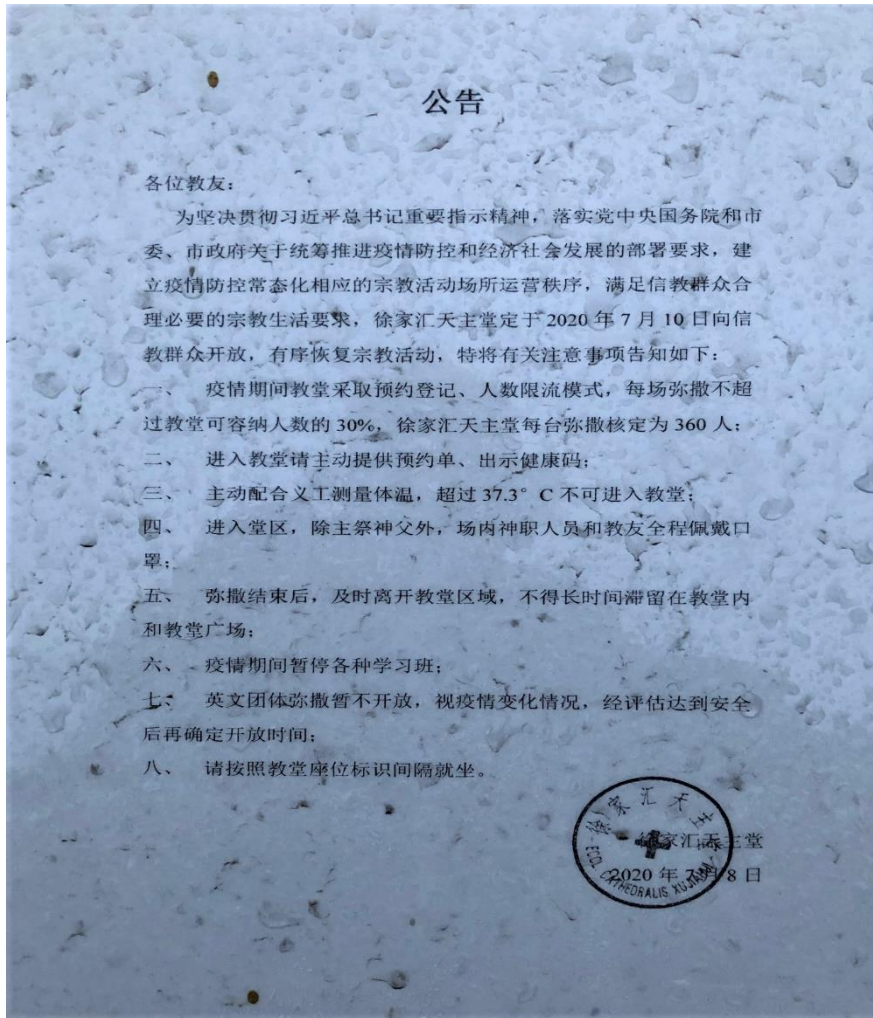 公告
各位教友：
为坚决贯彻习近平总书记重要指示精神，落实党中央国务院和市
委、市政府关于统筹推进疫情防控和经济社会发展的部署要求，建
立疫情防控常态化相应的宗教活动场所运营秩序，满足信教群众合
理必要的宗教生活要求，徐家汇天主堂定于 2020 年 7 月 10 日向信
教群众开放，有序恢复宗教活动，特将有关注意事项告知如下：
一、 疫情期间教堂采取预约登记、人数限流模式，每场弥撒不超
过教堂可容纳人数的 30%，徐家汇天主堂每台弥撒核定为 360 人；
二、 进入教堂请主动提供预约单、出示健康码；
三、 主动配合义工测量体温，超过 37.3° C 不可进入教堂；
四、 进入堂区，除主祭神父外，场内神职人员和教友全程佩戴口
罩；
五、 弥撒结束后，及时离开教堂区域，不得长时间滞留在教堂内
和教堂广场；
六、 疫情期间暂停各种学习班；
七、 英文团体弥撒暂不开放，视疫情变化情况，经评估达到安全
后再确定开放时间；
八、 请按照教堂座位标识间隔就坐。
徐家汇天主堂
2020 年 7 月 8 日
徐家汇天主
CATHEDRALIS